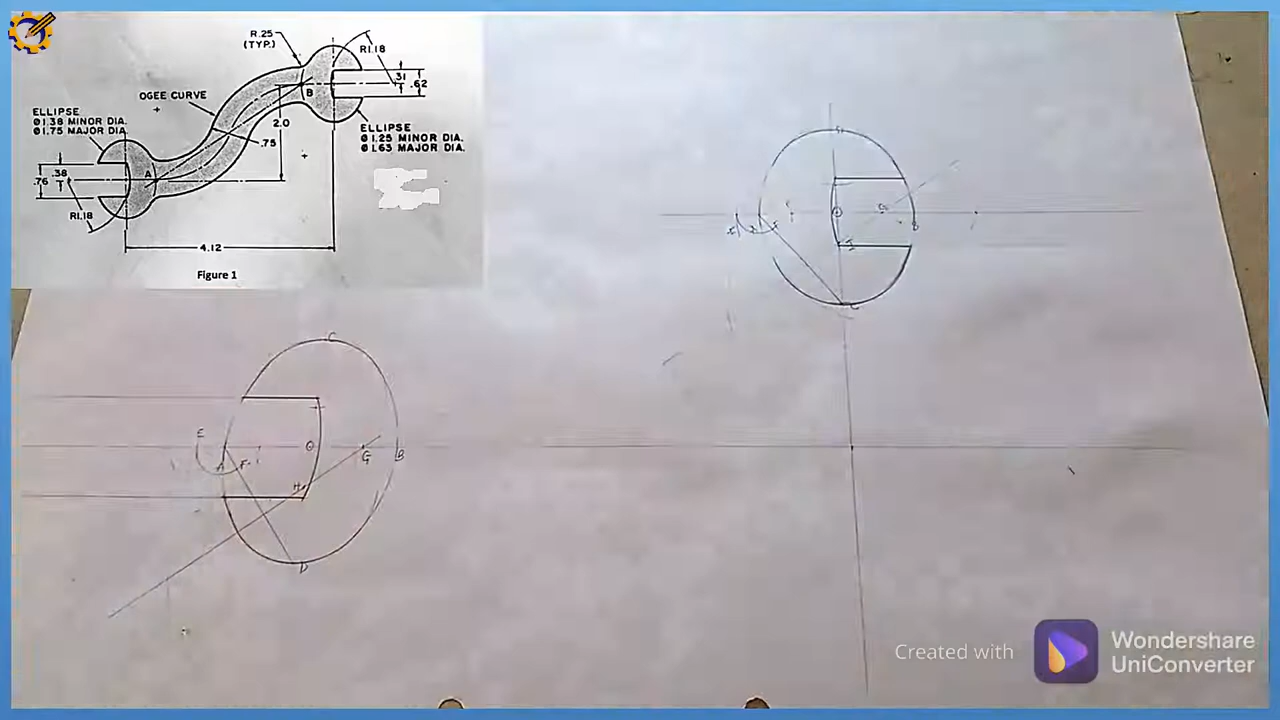 R.25
(TYP.)
R1.18
.31
.62
B
OGEE CURVE
ELLIPSE
Ø1.38 MINOR DIA.
Ø1.75 MAJOR DIA.
2.0
.75
ELLIPSE
Ø1.25 MINOR DIA.
Ø1.63 MAJOR DIA.
.38
.76
A
R1.18
4.12
Figure 1
G
B
C
C
E
A
F
O
G
B
H
D
Created with
Wondershare
UniConverter